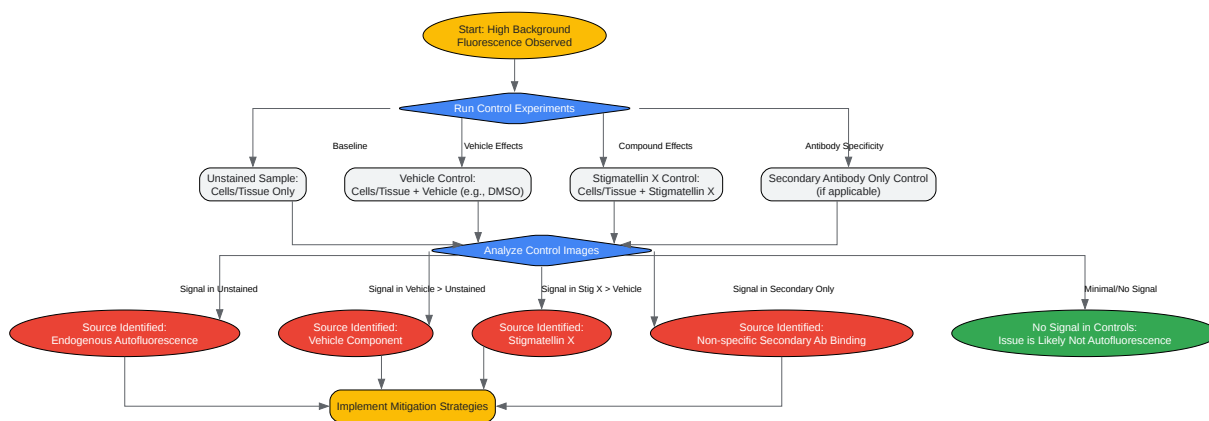 Start: High Background
Fluorescence Observed
Run Control Experiments
Baseline
Vehicle Effects
Compound Effects
Antibody Specificity
Unstained Sample:
Cells/Tissue Only
Vehicle Control:
Cells/Tissue + Vehicle (e.g., DMSO)
Stigmatellin X Control:
Cells/Tissue + Stigmatellin X
Secondary Antibody Only Control
(if applicable)
Analyze Control Images
Signal in Unstained
Signal in Vehicle > Unstained
Signal in Stig X > Vehicle
Signal in Secondary Only
Minimal/No Signal
Source Identified:
Endogenous Autofluorescence
Source Identified:
Vehicle Component
Source Identified:
Stigmatellin X
Source Identified:
Non-specific Secondary Ab Binding
No Signal in Controls:
Issue is Likely Not Autofluorescence
Implement Mitigation Strategies